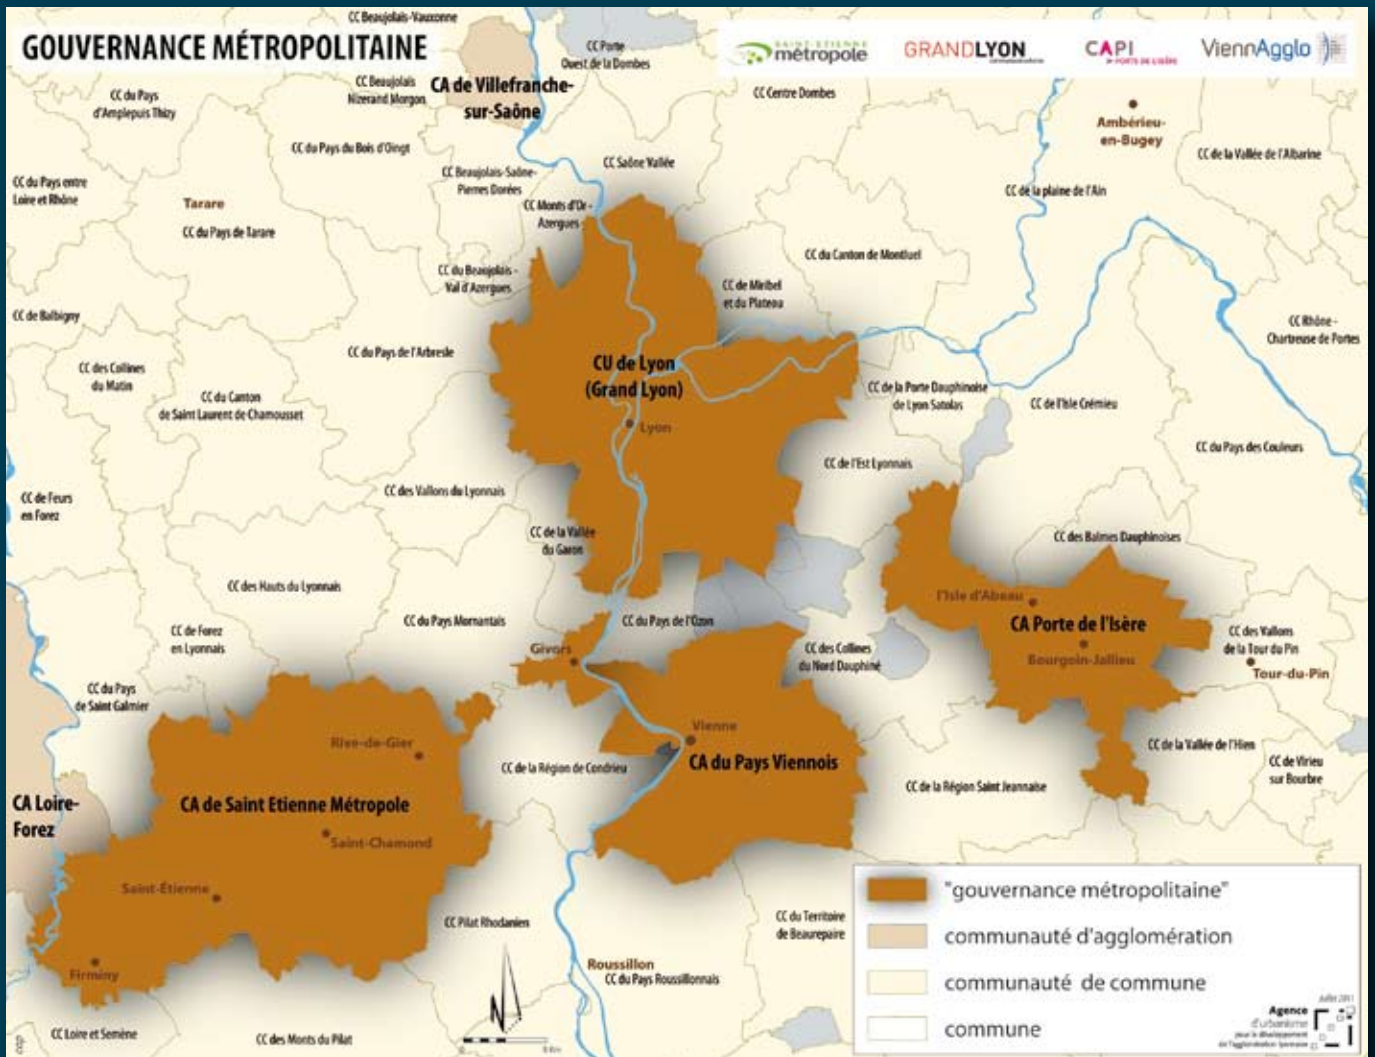 GOUVERNANCE MÉTROPOLITAINE
SAINT-ETIENNE
métropole
GRANDLYON
CAPI
PORTE DE L'ISÈRE
ViennAgglo
CC Beaujolais-Vauxonne
CC Porte
Ouest de la Dombes
CC du Pays
d'Amplepuis Thizy
CC Beaujolais
Nizerand Morgon
CA de Villefranche-
sur-Saône
CC Centre Dombes
Ambérieu-
en-Bugey
CC du Pays du Bois d'Oingt
CC de la Vallée de l'Albarine
CC Saône Vallée
CC Beaujolais-Saône-
Pierres Dorées
CC du Pays entre
Loire et Rhône
CC de la plaine de l'Ain
Tarare
CC du Pays de Tarare
CC Monts d'Or -
Azergues
CC du Canton de Montluel
CC du Beaujolais -
Val d'Azergues
CC de Miribel
et du Plateau
CC de Balbigny
CC Rhône -
Chartreuse de Portes
CC du Pays de l'Arbresle
CC des Collines
du Matin
CU de Lyon
(Grand Lyon)
Lyon
CC du Canton
de Saint Laurent de Chamousset
CC de la Porte Dauphinoise
de Lyon Satolas
CC de l'Isle Crémieu
CC du Pays des Couleurs
CC de l'Est Lyonnais
CC de Feurs
en Forez
CC des Vallons du Lyonnais
CC de la Vallée
du Garon
CC des Balmes Dauphinoises
CC des Hauts du Lyonnais
l'Isle d'Abeau
CC du Pays Mornantais
CC du Pays de l'Ozon
CA Porte de l'Isère
CC de Forez
en Lyonnais
Givors
CC des Collines
du Nord Dauphiné
Bourgoin-Jallieu
CC des Vallons
de la Tour du Pin
Tour-du-Pin
CC du Pays
de Saint Galmier
Rive-de-Gier
Vienne
CC de la Vallée de l'Hien
CC de la Région de Condrieu
CA du Pays Viennois
CC de Virieu
sur Bourbre
CC de la Région Saint Jeannaise
CA Loire-
Forez
CA de Saint Etienne Métropole
Saint-Chamond
Saint-Étienne
CC Pilat Rhodanien
CC du Territoire
de Beaurepaire
Firminy
Roussillon
CC du Pays Roussillonnais
CC Loire et Semène
CC des Monts du Pilat
N
"gouvernance métropolitaine"
communauté d'agglomération
communauté de commune
commune
Juillet 2011
Agence
d'urbanisme
pour le développement
de l'agglomération lyonnaise